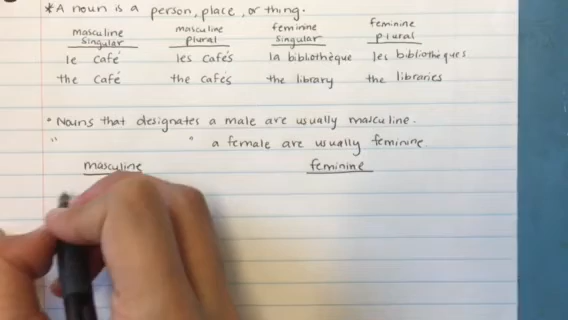 *A noun is a person, place, or thing.
masculine singular masculine plural feminine singular feminine plural
le café les cafés la bibliothèque les bibliothèques
the café the cafés the library the libraries
• Nouns that designates a male are usually masculine.
" " a female are usually feminine.
masculine feminine